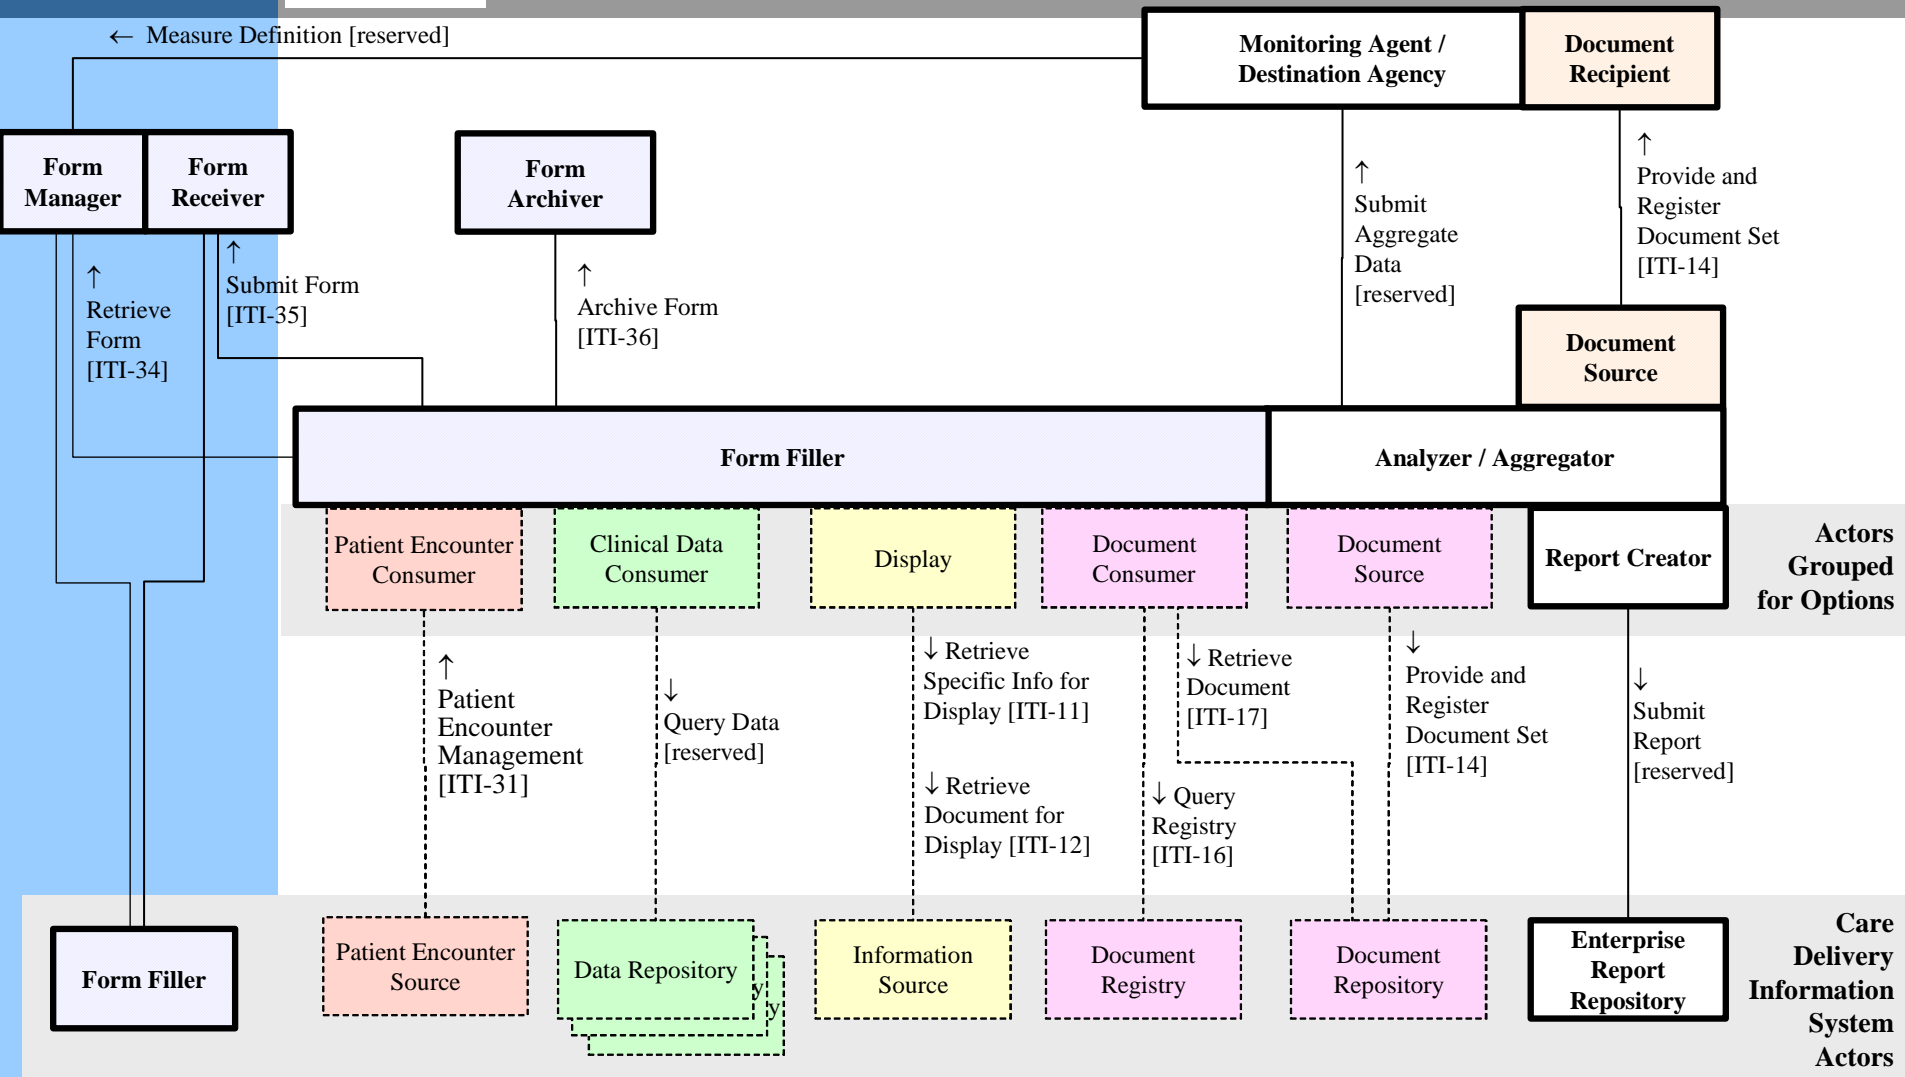 ← Measure Definition [reserved]
Monitoring Agent /
Destination Agency
Document
Recipient
Form
Manager
Form
Receiver
Form
Archiver
↑
Retrieve
Form
[ITI-34]
↑
Submit Form
[ITI-35]
↑
Archive Form
[ITI-36]
↑
Submit
Aggregate
Data
[reserved]
↑
Provide and
Register
Document Set
[ITI-14]
Document
Source
Form Filler
Analyzer / Aggregator
Patient Encounter
Consumer
Clinical Data
Consumer
Display
Document
Consumer
Document
Source
Report Creator
Actors
Grouped
for Options
↑
Patient
Encounter
Management
[ITI-31]
↓
Query Data
[reserved]
↓ Retrieve
Specific Info for
Display [ITI-11]
↓ Retrieve
Document for
Display [ITI-12]
↓ Retrieve
Document
[ITI-17]
↓ Query
Registry
[ITI-16]
↓
Provide and
Register
Document Set
[ITI-14]
↓
Submit
Report
[reserved]
Form Filler
Patient Encounter
Source
Data Repository
y
y
Information
Source
Document
Registry
Document
Repository
Enterprise
Report
Repository
Care
Delivery
Information
System
Actors